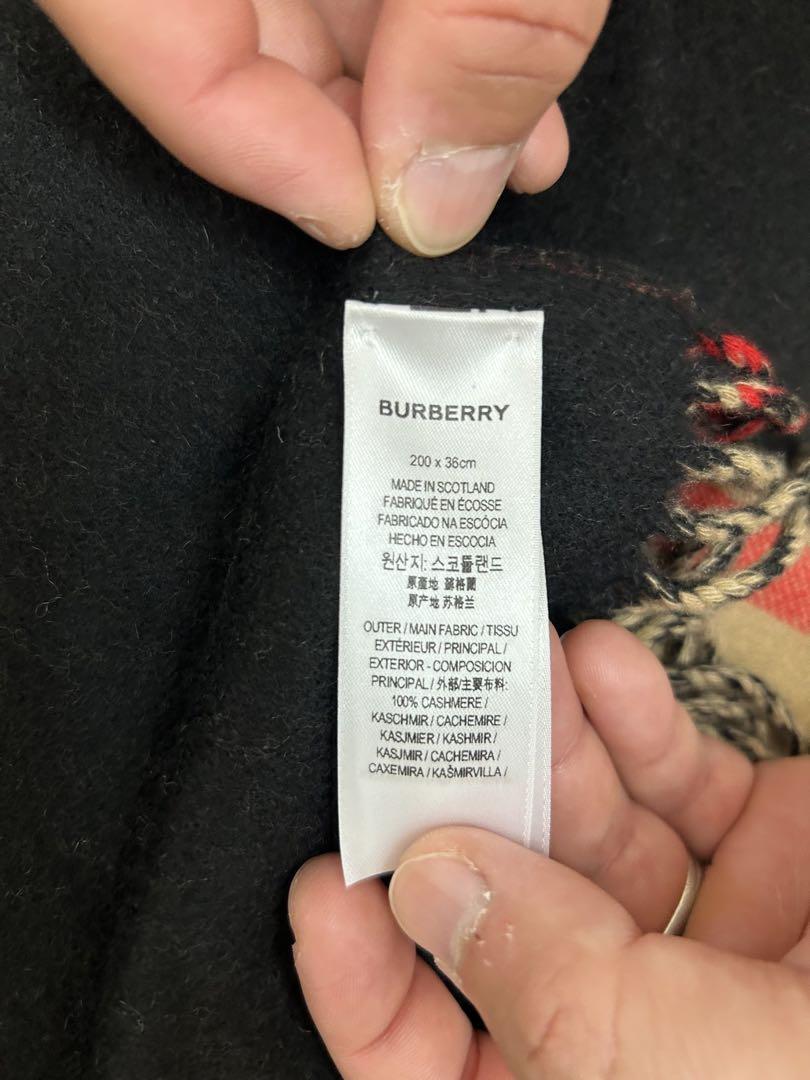 BURBERRY
200 x 36cm
MADE IN SCOTLAND
FABRIQUÉ EN ÉCOSSE
FABRICADO NA ESCÓCIA
HECHO EN ESCOCIA
원산지: 스코틀랜드
原產地 蘇格蘭
原产地 苏格兰
OUTER / MAIN FABRIC / TISSU
EXTÉRIEUR / PRINCIPAL /
EXTERIOR - COMPOSICION
PRINCIPAL / 外部/主要布料:
100% CASHMERE /
KASCHMIR / CACHEMIRE /
KASJMIER / KASHMIR /
KASJMIR / CACHEMIRA /
CAXEMIRA / KAŠMIRVILLA /